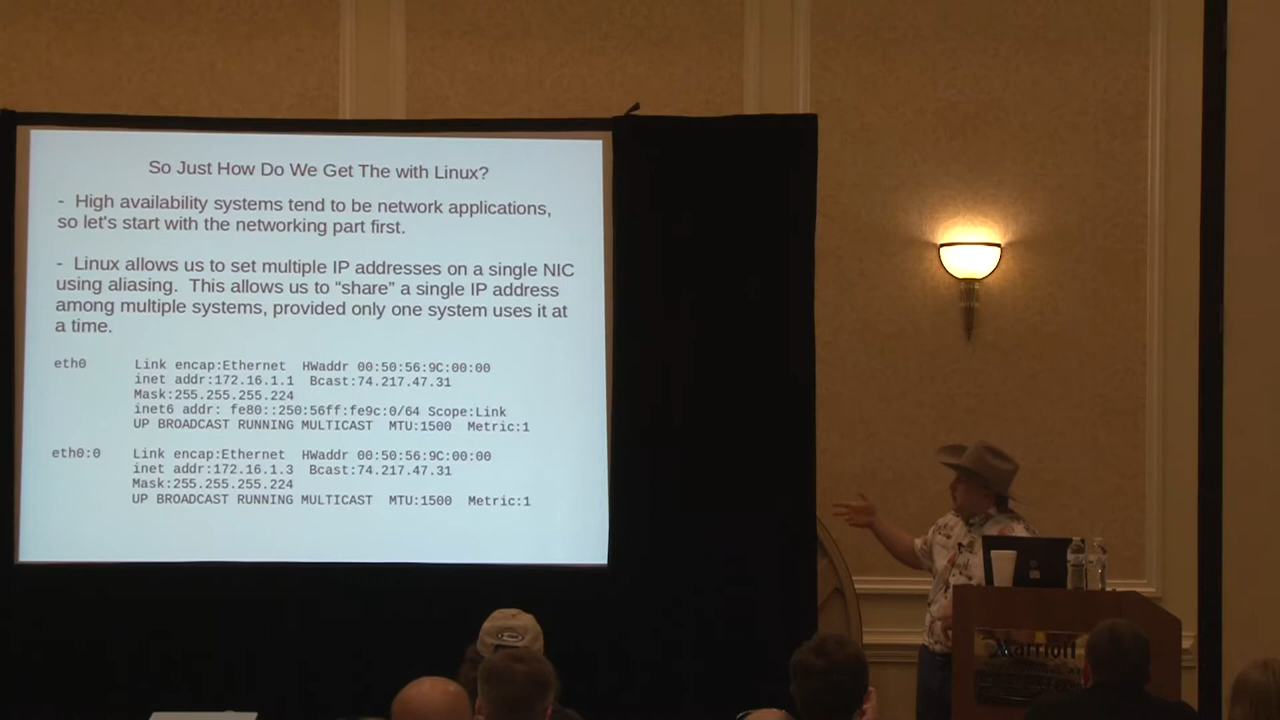 So Just How Do We Get The with Linux?
- High availability systems tend to be network applications,
so let's start with the networking part first.
- Linux allows us to set multiple IP addresses on a single NIC
using aliasing. This allows us to “share” a single IP address
among multiple systems, provided only one system uses it at
a time.
eth0 Link encap:Ethernet HWaddr 00:50:56:9C:00:00
inet addr:172.16.1.1 Bcast:74.217.47.31
Mask:255.255.255.224
inet6 addr: fe80::250:56ff:fe9c:0/64 Scope:Link
UP BROADCAST RUNNING MULTICAST MTU:1500 Metric:1
eth0:0 Link encap:Ethernet HWaddr 00:50:56:9C:00:00
inet addr:172.16.1.3 Bcast:74.217.47.31
Mask:255.255.255.224
UP BROADCAST RUNNING MULTICAST MTU:1500 Metric:1
Marriott